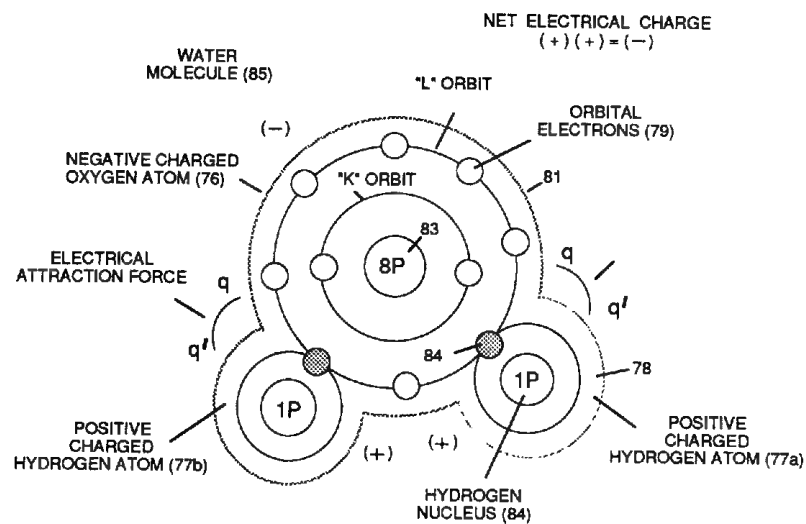 NET ELECTRICAL CHARGE
(+)(+)=(−)
WATER
MOLECULE (85)
"L" ORBIT
ORBITAL
ELECTRONS (79)
(−)
NEGATIVE CHARGED
OXYGEN ATOM (76)
"K" ORBIT
81
83
8P
ELECTRICAL
ATTRACTION FORCE
q
q'
q
q'
84
78
1P
1P
POSITIVE
CHARGED
HYDROGEN ATOM (77b)
(+)
(+)
POSITIVE
CHARGED
HYDROGEN ATOM (77a)
HYDROGEN
NUCLEUS (84)